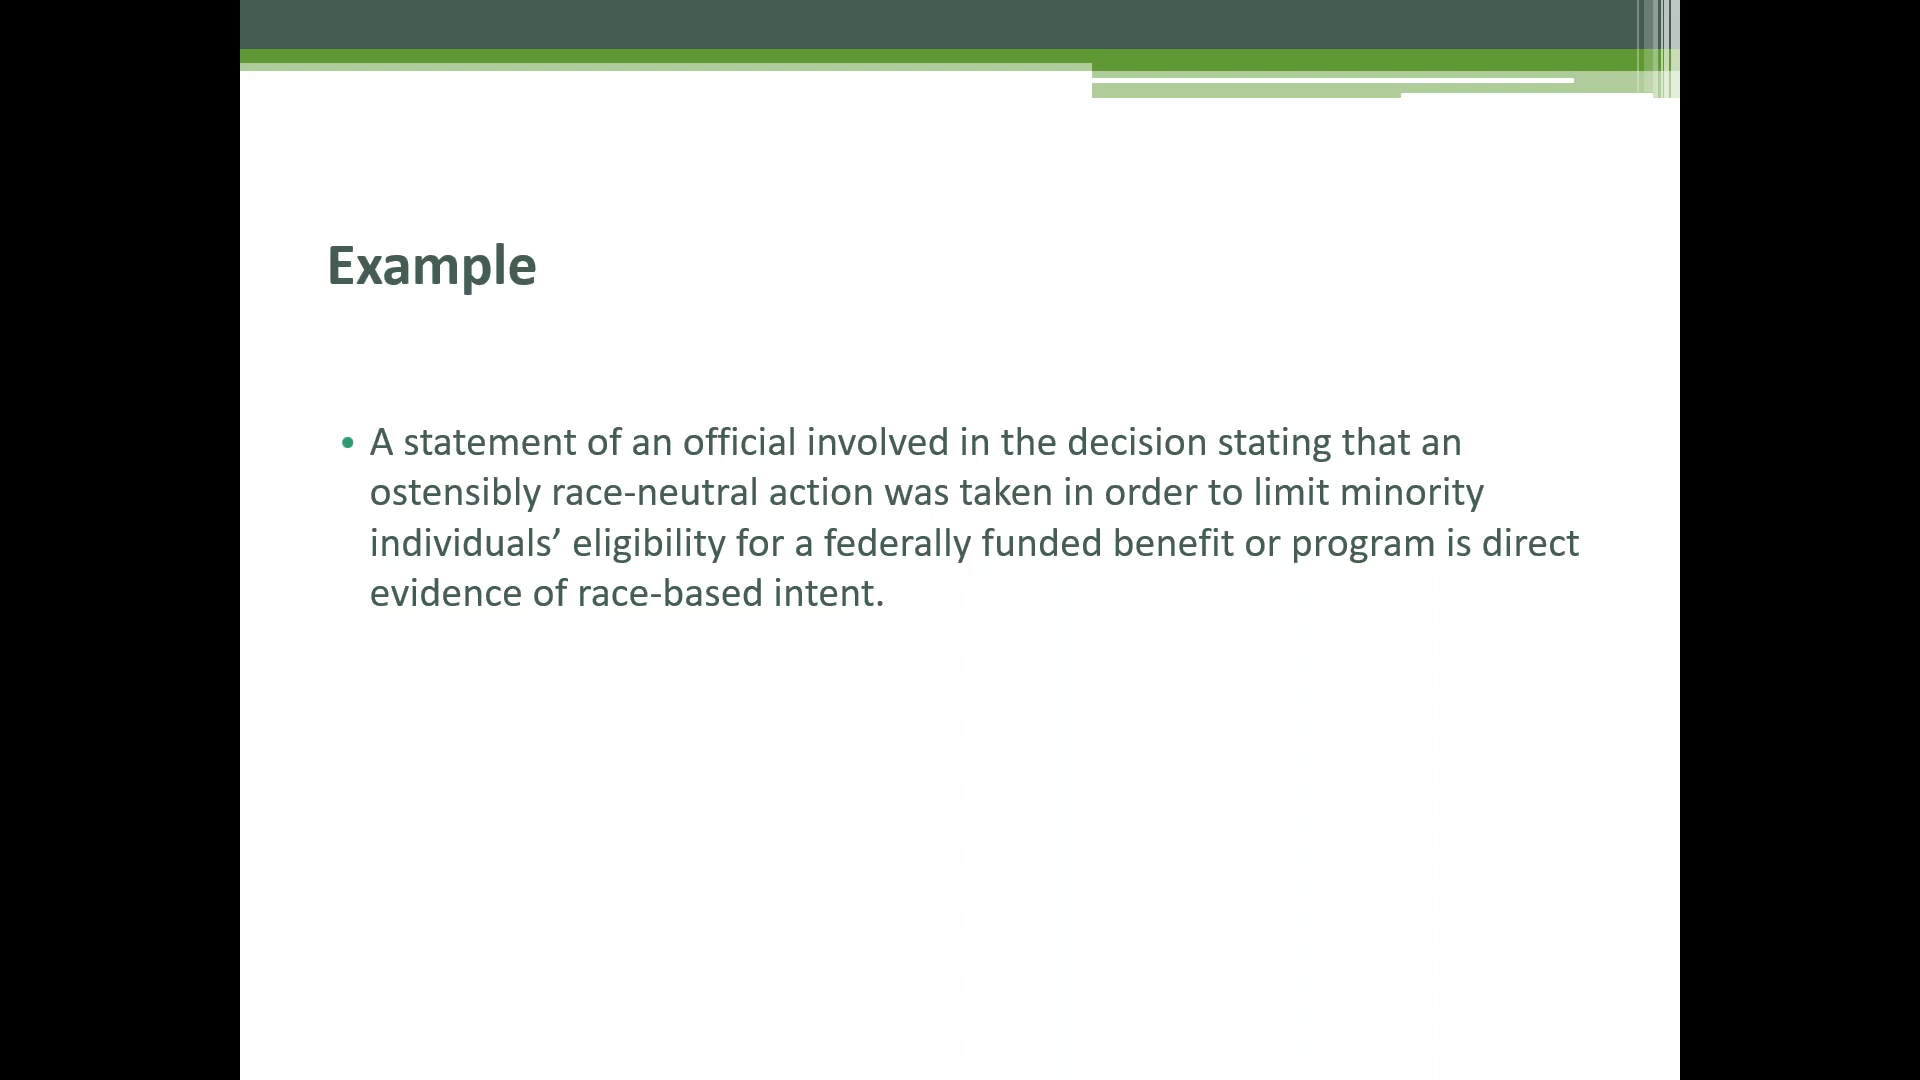 Example
• A statement of an official involved in the decision stating that an
ostensibly race-neutral action was taken in order to limit minority
individuals’ eligibility for a federally funded benefit or program is direct
evidence of race-based intent.